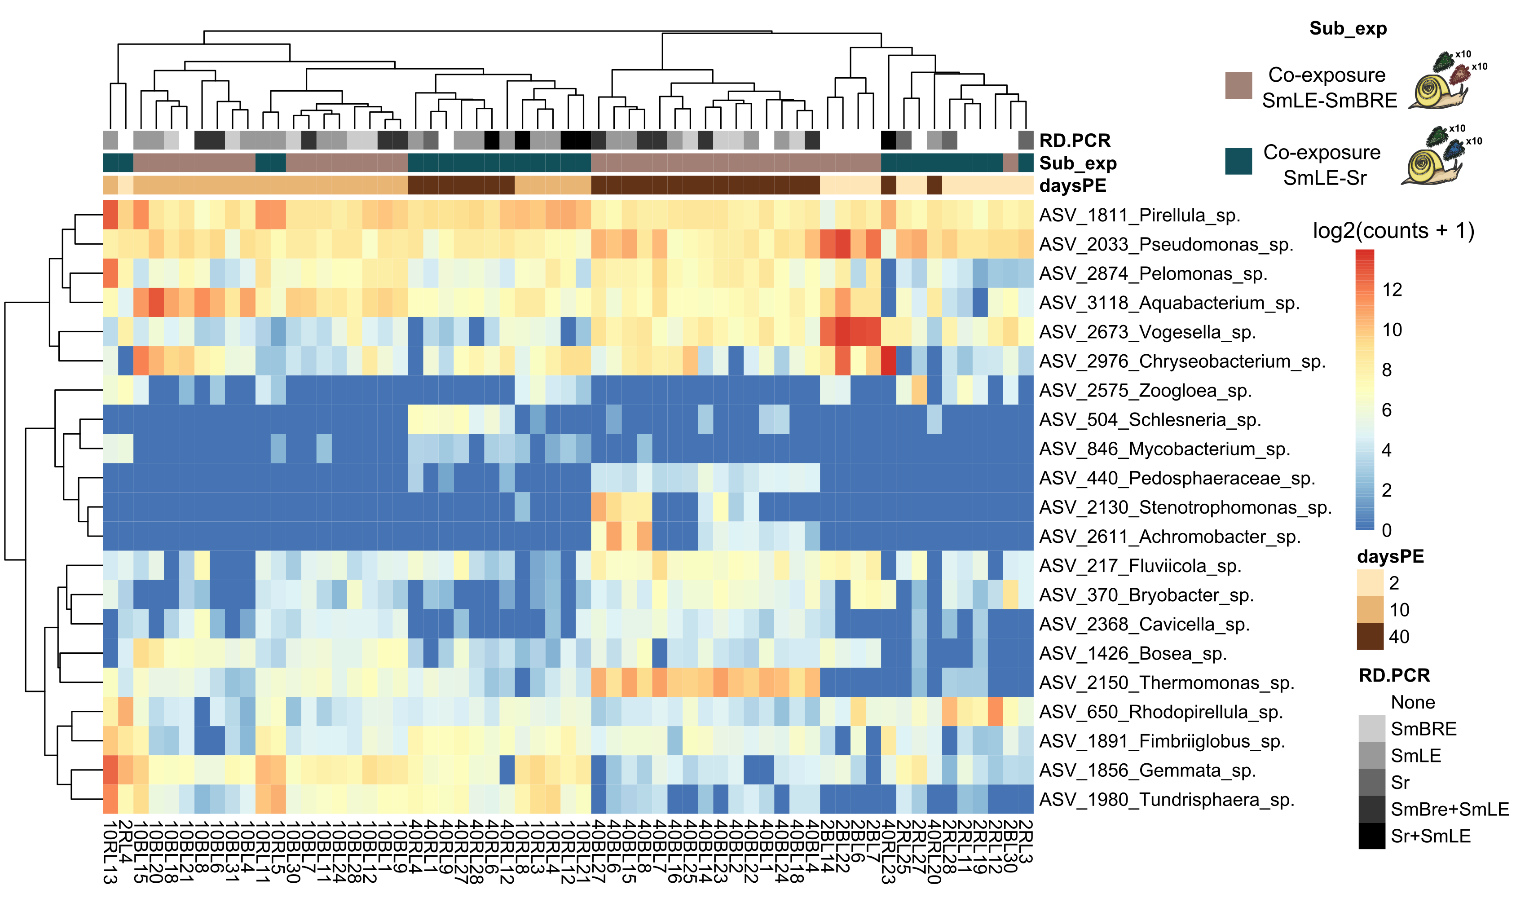 Sub_exp
Co-exposure
SmLE-SmBRE
x10
x10
Co-exposure
SmLE-Sr
x10
x10
RD.PCR
Sub_exp
daysPE
ASV_1811_Pirellula_sp.
ASV_2033_Pseudomonas_sp.
ASV_2874_Pelomonas_sp.
ASV_3118_Aquabacterium_sp.
ASV_2673_Vogesella_sp.
ASV_2976_Chryseobacterium_sp.
ASV_2575_Zoogloea_sp.
ASV_504_Schlesneria_sp.
ASV_846_Mycobacterium_sp.
ASV_440_Pedosphaeraceae_sp.
ASV_2130_Stenotrophomonas_sp.
ASV_2611_Achromobacter_sp.
ASV_217_Fluviicola_sp.
ASV_370_Bryobacter_sp.
ASV_2368_Cavicella_sp.
ASV_1426_Bosea_sp.
ASV_2150_Thermomonas_sp.
ASV_650_Rhodopirellula_sp.
ASV_1891_Fimbriiglobus_sp.
ASV_1856_Gemmata_sp.
ASV_1980_Tundrisphaera_sp.
log2(counts + 1)
12
10
8
6
4
2
0
daysPE
2
10
40
RD.PCR
None
SmBRE
SmLE
Sr
SmBre+SmLE
Sr+SmLE
10RL13
2RL4
10BL15
10BL20
10BL18
10BL21
10BL8
10BL6
10BL31
10BL4
10RL11
10RL5
10BL30
10BL7
10BL11
10BL24
10BL28
10BL12
10BL1
10BL9
40RL4
40RL1
40RL9
40RL27
40RL28
40RL6
40RL12
10RL8
10RL3
10RL4
10RL12
10RL21
40BL27
40BL6
40BL15
40BL8
40BL7
40BL16
40BL25
40BL14
40BL23
40BL2
40BL22
40BL1
40BL24
40BL18
40BL4
2BL14
2BL22
2BL6
2BL7
40RL23
2RL25
2RL27
40RL20
2RL28
2RL11
2RL19
2RL12
2BL30
2RL3